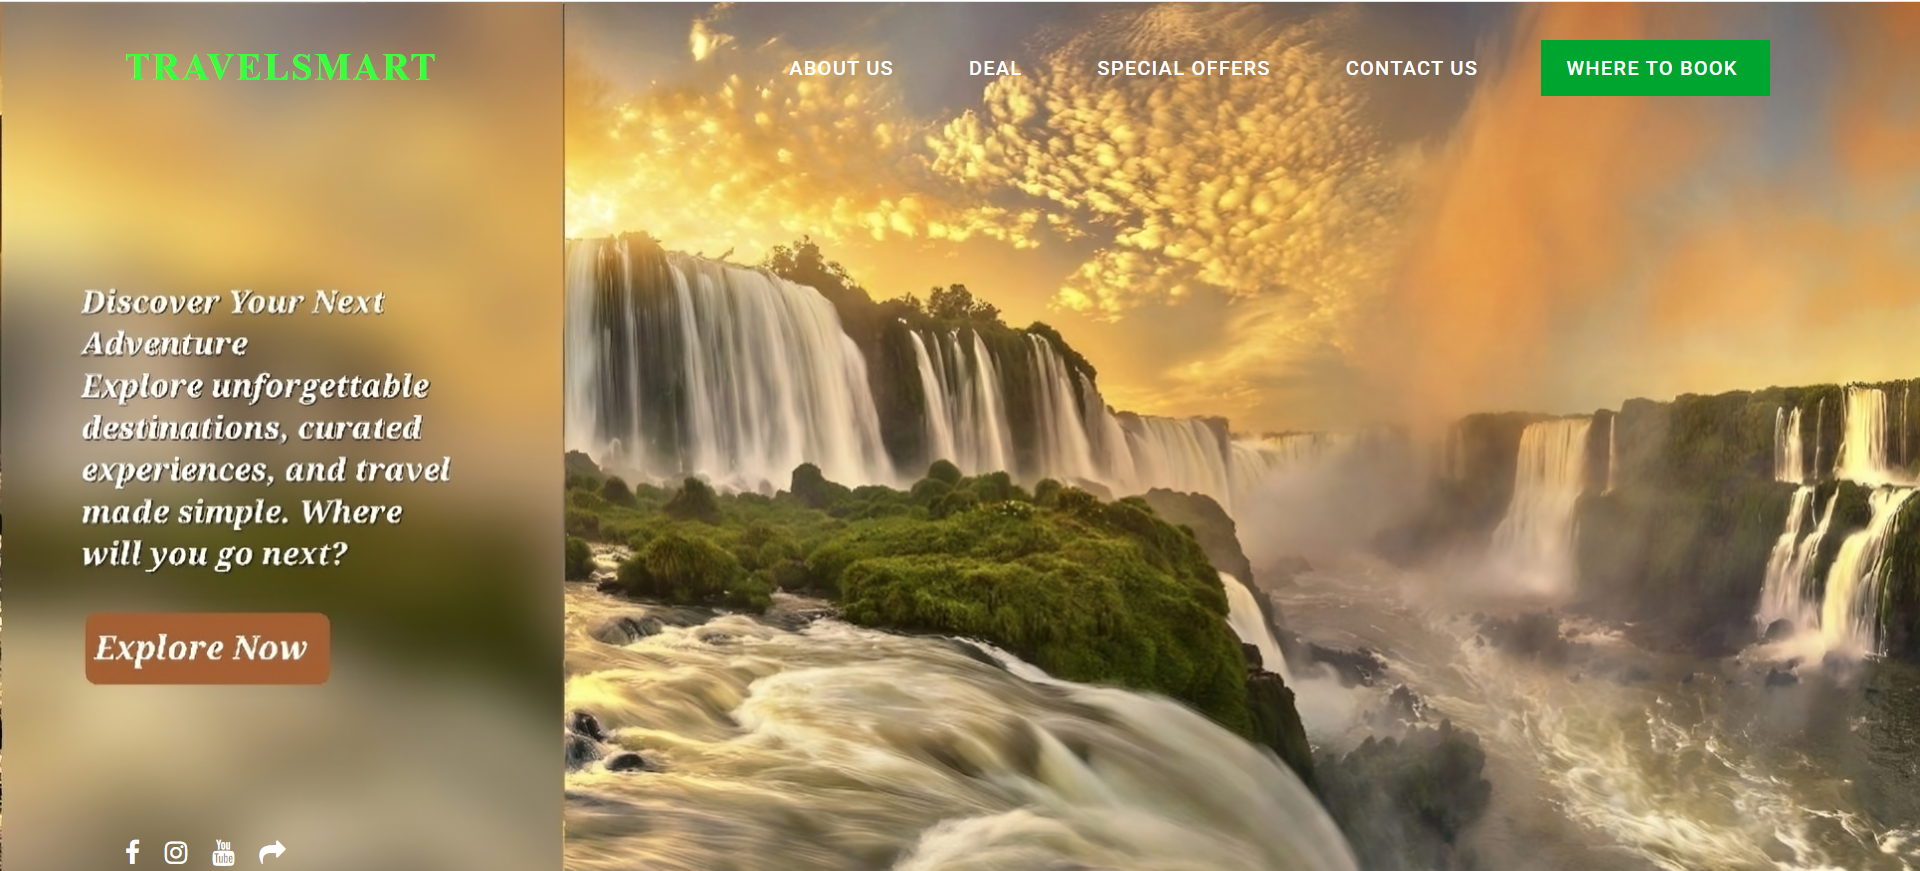 TRAVELSMART
ABOUT US
DEAL
SPECIAL OFFERS
CONTACT US
WHERE TO BOOK
Discover Your Next
Adventure
Explore unforgettable
destinations, curated
experiences, and travel
made simple. Where
will you go next?
Explore Now
You
Tube